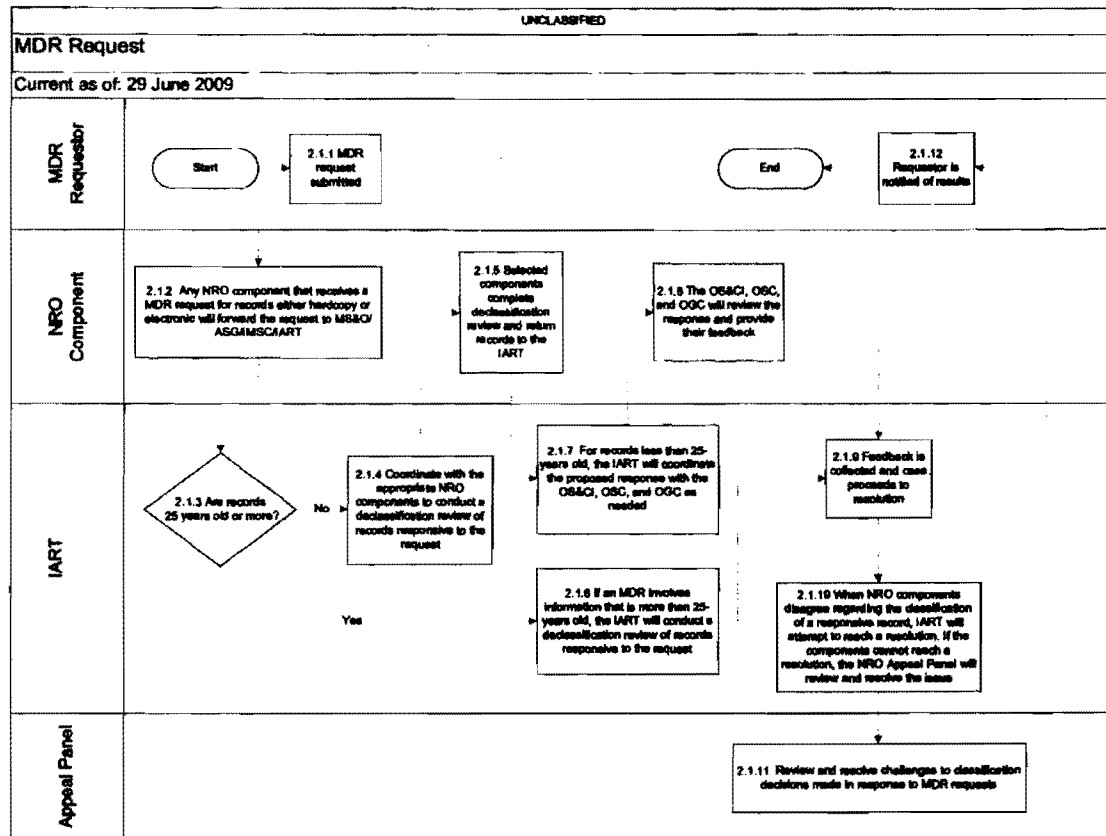 UNCLASSIFIED
MDR Request
Current as of: 29 June 2009
MDR
Requestor
Start
2.1.1 MDR
request
submitted
End
2.1.12
Requestor is
notified of results
NRO
Component
2.1.2 Any NRO component that receives a
MDR request for records either hardcopy or
electronic will forward the request to MS&O/
ASG/IMSC/IART
2.1.5 Selected
components
complete
declassification
review and return
records to the
IART
2.1.8 The OS&CI, OSC,
and OGC will review the
response and provide
their feedback
IART
2.1.3 Are records
25 years old or more?
No
2.1.4 Coordinate with the
appropriate NRO
components to conduct a
declassification review of
records responsive to the
request
2.1.7 For records less than 25-
years old, the IART will coordinate
the proposed response with the
OS&CI, OSC, and OGC as
needed
2.1.9 Feedback is
collected and case
proceeds to
resolution
Yes
2.1.6 If an MDR involves
information that is more than 25-
years old, the IART will conduct a
declassification review of records
responsive to the request
2.1.19 When NRO components
disagree regarding the classification
of a responsive record, IART will
attempt to reach a resolution. If the
components cannot reach a
resolution, the NRO Appeal Panel will
review and resolve the issue
Appeal Panel
2.1.11 Review and resolve challenges to classification
decisions made in response to MDR requests